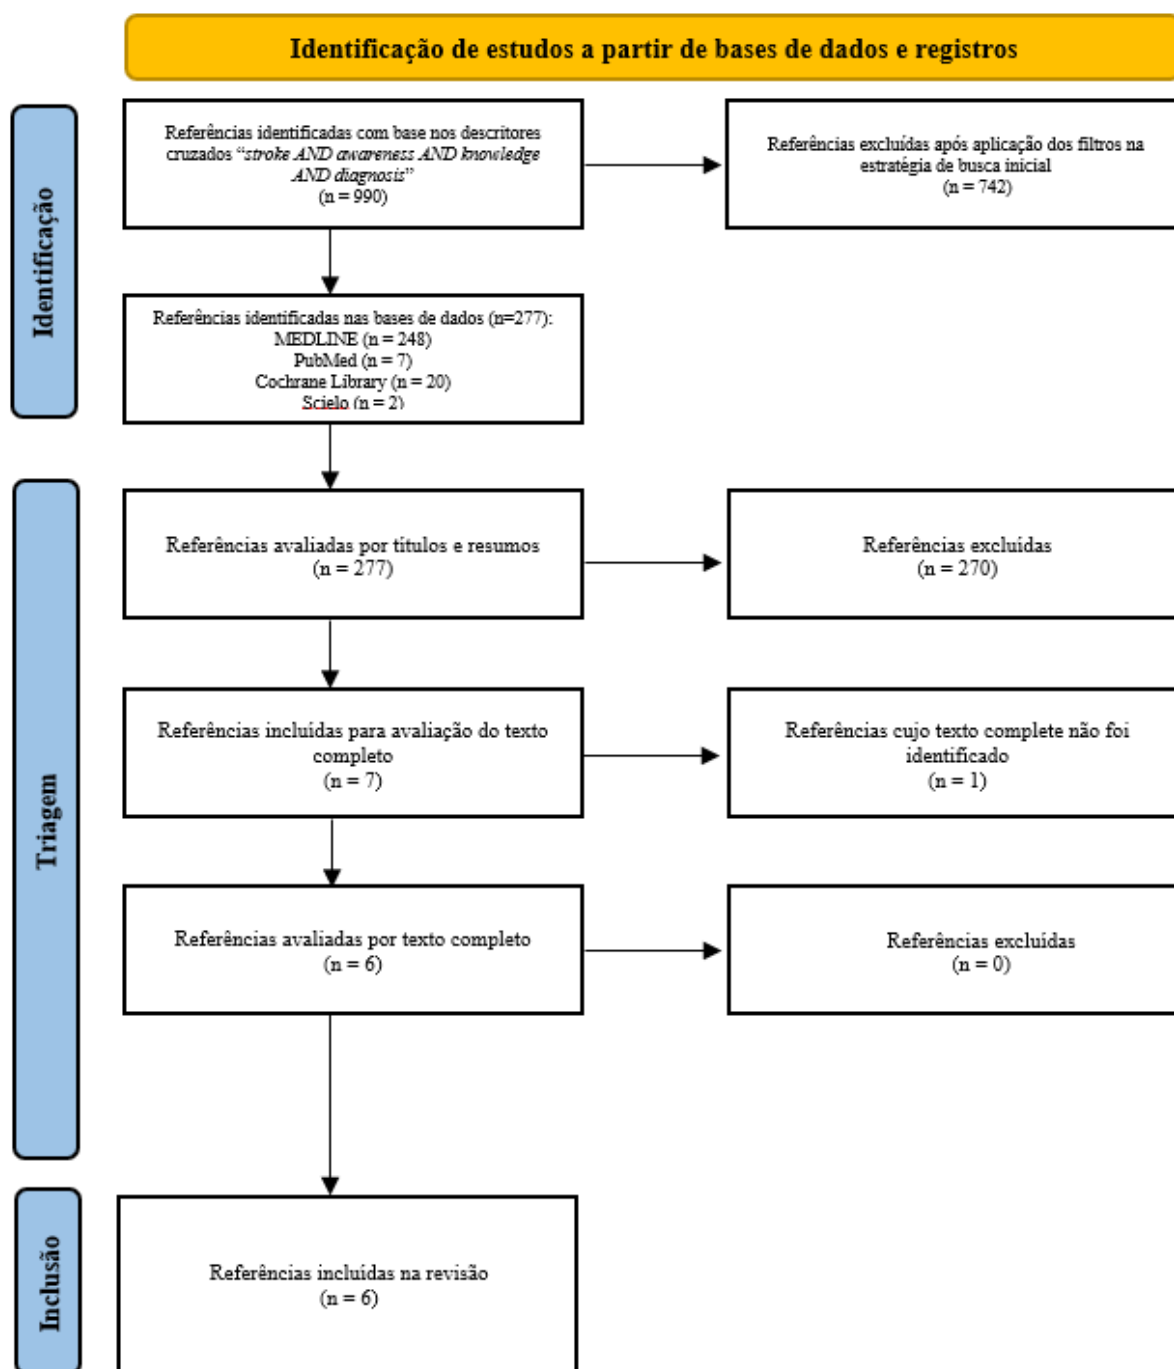 Identificação de estudos a partir de bases de dados e registros
Identificação
Referências identificadas com base nos descritores
cruzados “stroke AND awareness AND knowledge
AND diagnosis”
(n = 990)
Referências excluídas após aplicação dos filtros na
estratégia de busca inicial
(n = 742)
Referências identificadas nas bases de dados (n=277):
MEDLINE (n = 248)
PubMed (n = 7)
Cochrane Library (n = 20)
Scielo (n = 2)
Triagem
Referências avaliadas por títulos e resumos
(n = 277)
Referências excluídas
(n = 270)
Referências incluídas para avaliação do texto
completo
(n = 7)
Referências cujo texto complete não foi
identificado
(n = 1)
Referências avaliadas por texto completo
(n = 6)
Referências excluídas
(n = 0)
Inclusão
Referências incluídas na revisão
(n = 6)